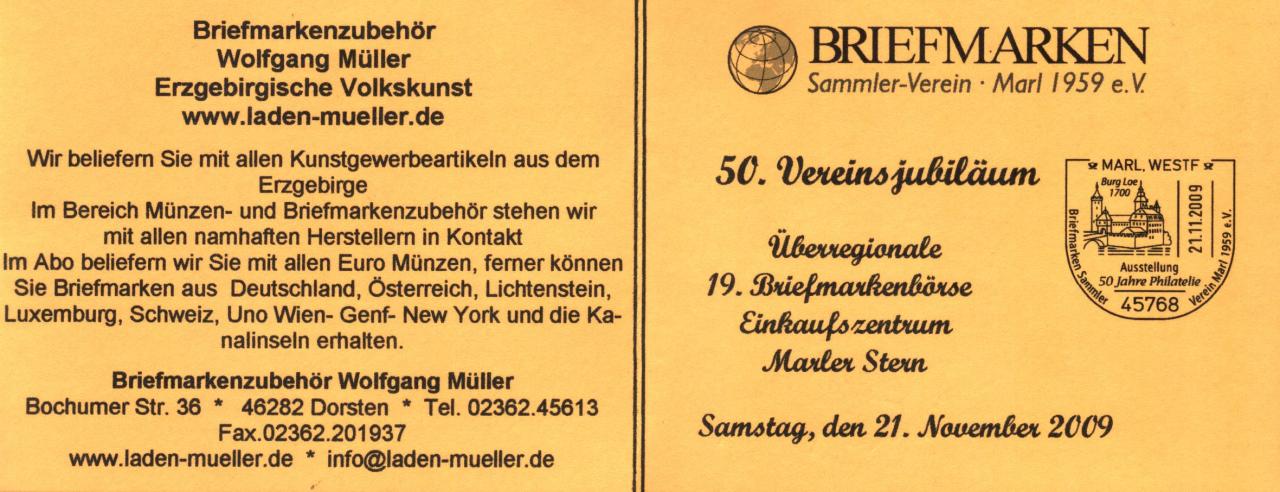 Briefmarkenzubehör
Wolfgang Müller
Erzgebirgische Volkskunst
www.laden-mueller.de
Wir beliefern Sie mit allen Kunstgewerbeartikeln aus dem
Erzgebirge
Im Bereich Münzen- und Briefmarkenzubehör stehen wir
mit allen namhaften Herstellern in Kontakt
Im Abo beliefern wir Sie mit allen Euro Münzen, ferner können
Sie Briefmarken aus Deutschland, Österreich, Lichtenstein,
Luxemburg, Schweiz, Uno Wien- Genf- New York und die Ka-
nalinseln erhalten.
Briefmarkenzubehör Wolfgang Müller
Bochumer Str. 36 * 46282 Dorsten * Tel. 02362.45613
Fax.02362.201937
www.laden-mueller.de * info@laden-mueller.de
BRIEFMARKEN
Sammler-Verein · Marl 1959 e.V.
50. Vereinsjubiläum
Überregionale
19. Briefmarkenbörse
Einkaufszentrum
Marler Stern
Samstag, den 21. November 2009
MARL, WESTF
Burg Loe
1700
21.11.2009
Briefmarken Sammler Verein Marl 1959 e.V.
Ausstellung
50 Jahre Philatelie
45768